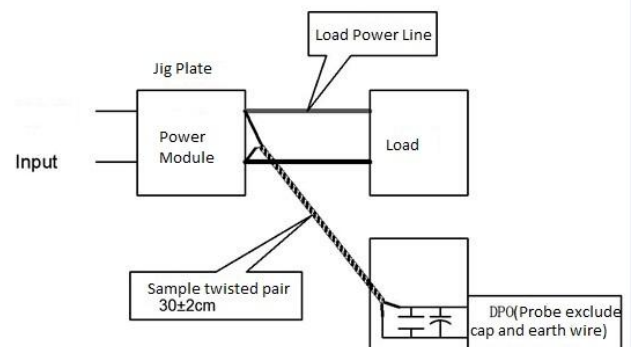 Load Power Line
Jig Plate
Power
Module
Load
Input
Sample twisted pair
30±2cm
DPO(Probe exclude
cap and earth wire)